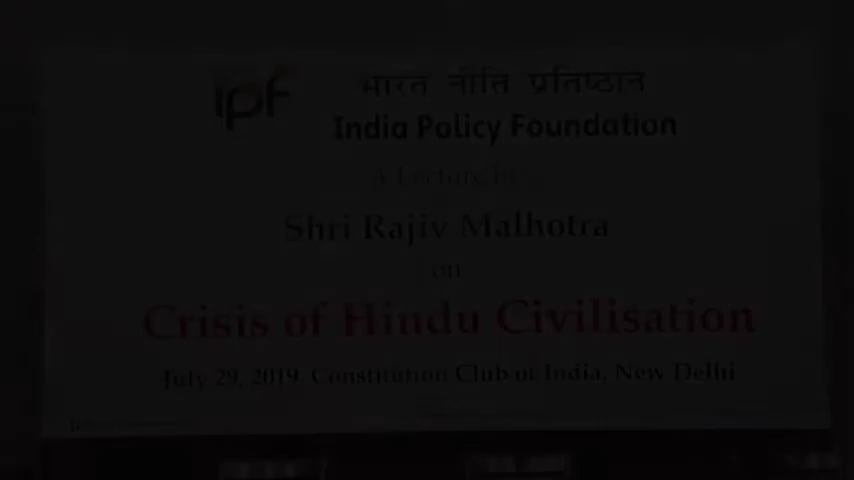 ipf
भारत नीति प्रतिष्ठान
India Policy Foundation
A Lecture by
Shri Rajiv Malhotra
on
Crisis of Hindu Civilisation
July 29, 2019, Constitution Club of India, New Delhi